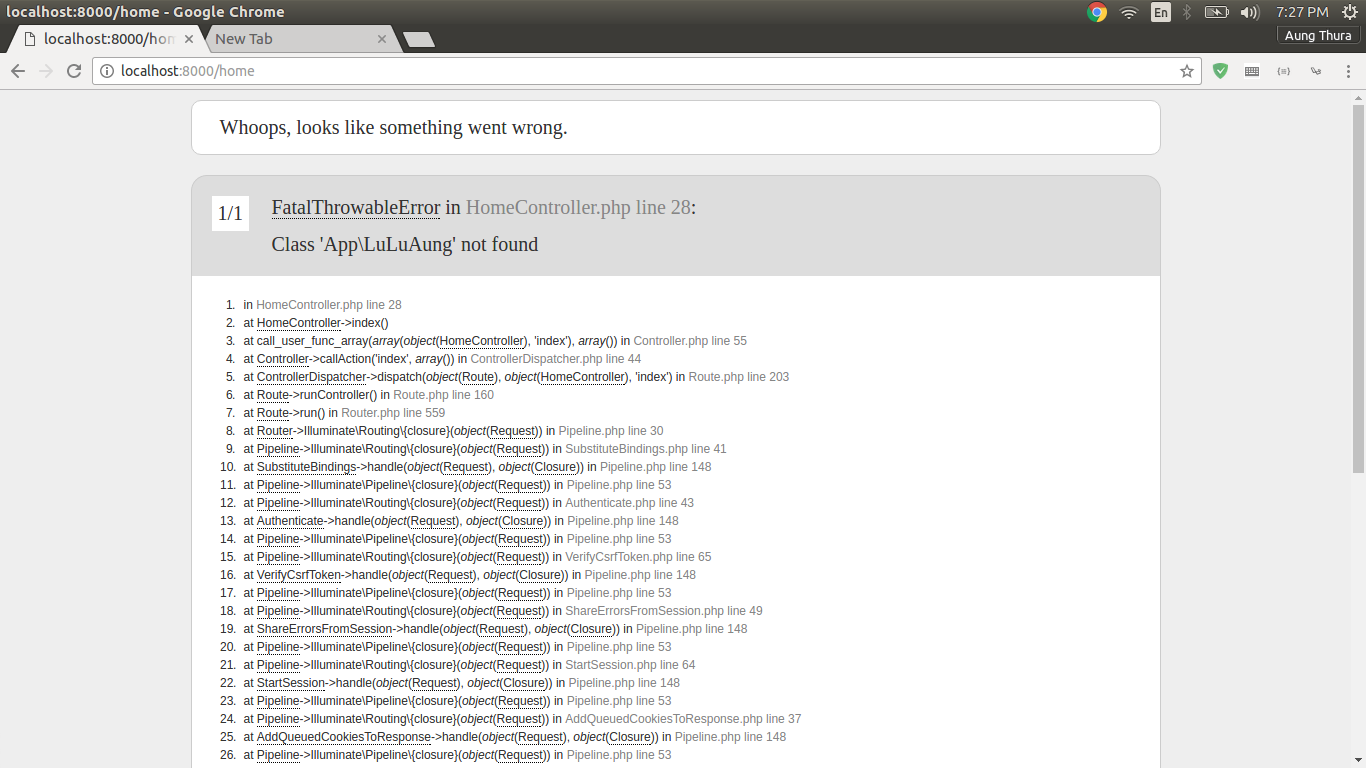 localhost:8000/home - Google Chrome
En
7:27 PM
localhost:8000/hom
New Tab
Aung Thura
localhost:8000/home
Whoops, looks like something went wrong.
1/1
FatalThrowableError in HomeController.php line 28:
Class 'App\LuLuAung' not found
1. in HomeController.php line 28
2. at HomeController->index()
3. at call_user_func_array(array(object(HomeController), 'index'), array()) in Controller.php line 55
4. at Controller->callAction('index', array()) in ControllerDispatcher.php line 44
5. at ControllerDispatcher->dispatch(object(Route), object(HomeController), 'index') in Route.php line 203
6. at Route->runController() in Route.php line 160
7. at Route->run() in Router.php line 559
8. at Router->Illuminate\Routing\{closure}(object(Request)) in Pipeline.php line 30
9. at Pipeline->Illuminate\Routing\{closure}(object(Request)) in SubstituteBindings.php line 41
10. at SubstituteBindings->handle(object(Request), object(Closure)) in Pipeline.php line 148
11. at Pipeline->Illuminate\Pipeline\{closure}(object(Request)) in Pipeline.php line 53
12. at Pipeline->Illuminate\Routing\{closure}(object(Request)) in Authenticate.php line 43
13. at Authenticate->handle(object(Request), object(Closure)) in Pipeline.php line 148
14. at Pipeline->Illuminate\Pipeline\{closure}(object(Request)) in Pipeline.php line 53
15. at Pipeline->Illuminate\Routing\{closure}(object(Request)) in VerifyCsrfToken.php line 65
16. at VerifyCsrfToken->handle(object(Request), object(Closure)) in Pipeline.php line 148
17. at Pipeline->Illuminate\Pipeline\{closure}(object(Request)) in Pipeline.php line 53
18. at Pipeline->Illuminate\Routing\{closure}(object(Request)) in ShareErrorsFromSession.php line 49
19. at ShareErrorsFromSession->handle(object(Request), object(Closure)) in Pipeline.php line 148
20. at Pipeline->Illuminate\Pipeline\{closure}(object(Request)) in Pipeline.php line 53
21. at Pipeline->Illuminate\Routing\{closure}(object(Request)) in StartSession.php line 64
22. at StartSession->handle(object(Request), object(Closure)) in Pipeline.php line 148
23. at Pipeline->Illuminate\Pipeline\{closure}(object(Request)) in Pipeline.php line 53
24. at Pipeline->Illuminate\Routing\{closure}(object(Request)) in AddQueuedCookiesToResponse.php line 37
25. at AddQueuedCookiesToResponse->handle(object(Request), object(Closure)) in Pipeline.php line 148
26. at Pipeline->Illuminate\Pipeline\{closure}(object(Request)) in Pipeline.php line 53